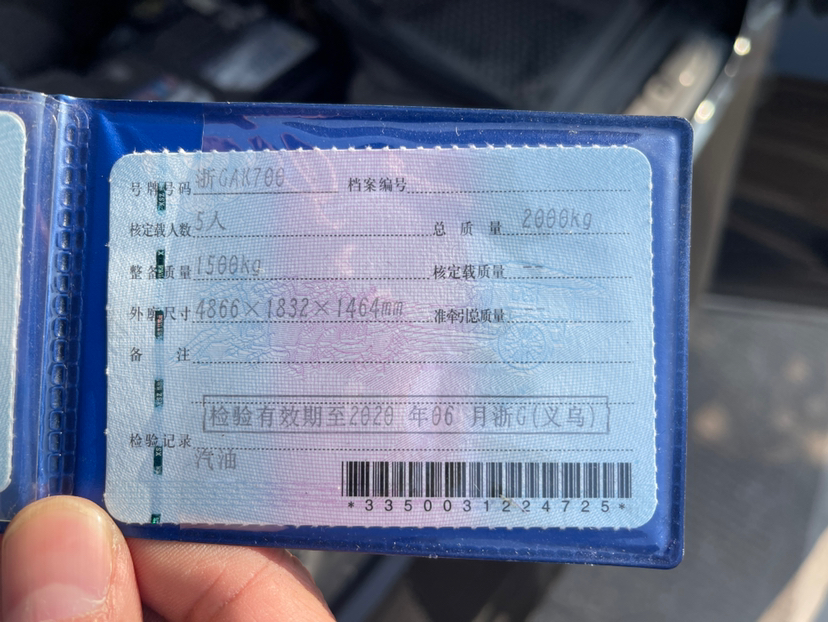 号牌号码 浙GAK700 档案编号
核定载人数 5人 总质量 2000kg
整备质量 1500kg 核定载质量 --
外廓尺寸 4866×1832×1464mm 准牵引总质量 --
备注
检验有效期至2020年06月浙G(义乌)
检验记录
汽油
*3350031224725*